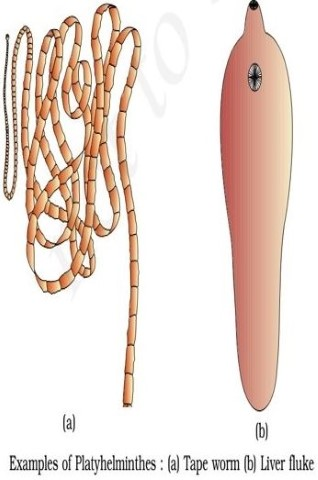 (a)
(b)
Examples of Platyhelminthes : (a) Tape worm (b) Liver fluke